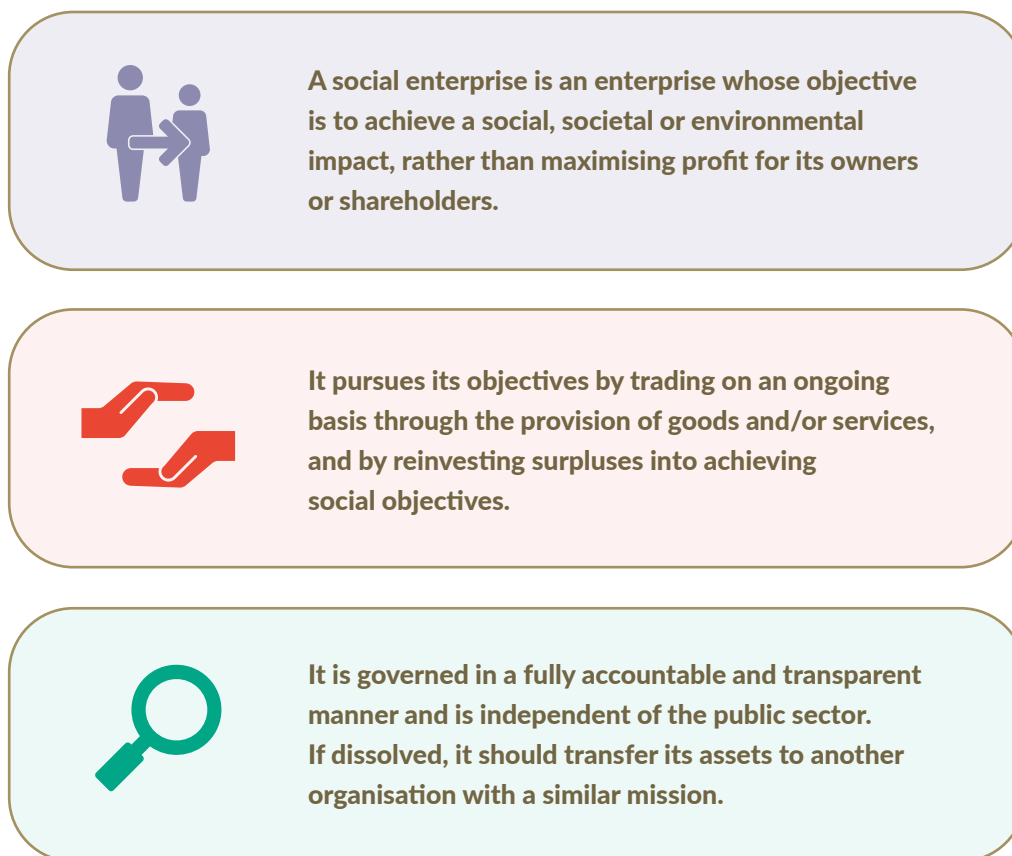 A social enterprise is an enterprise whose objective
is to achieve a social, societal or environmental
impact, rather than maximising profit for its owners
or shareholders.
It pursues its objectives by trading on an ongoing
basis through the provision of goods and/or services,
and by reinvesting surpluses into achieving
social objectives.
It is governed in a fully accountable and transparent
manner and is independent of the public sector.
If dissolved, it should transfer its assets to another
organisation with a similar mission.